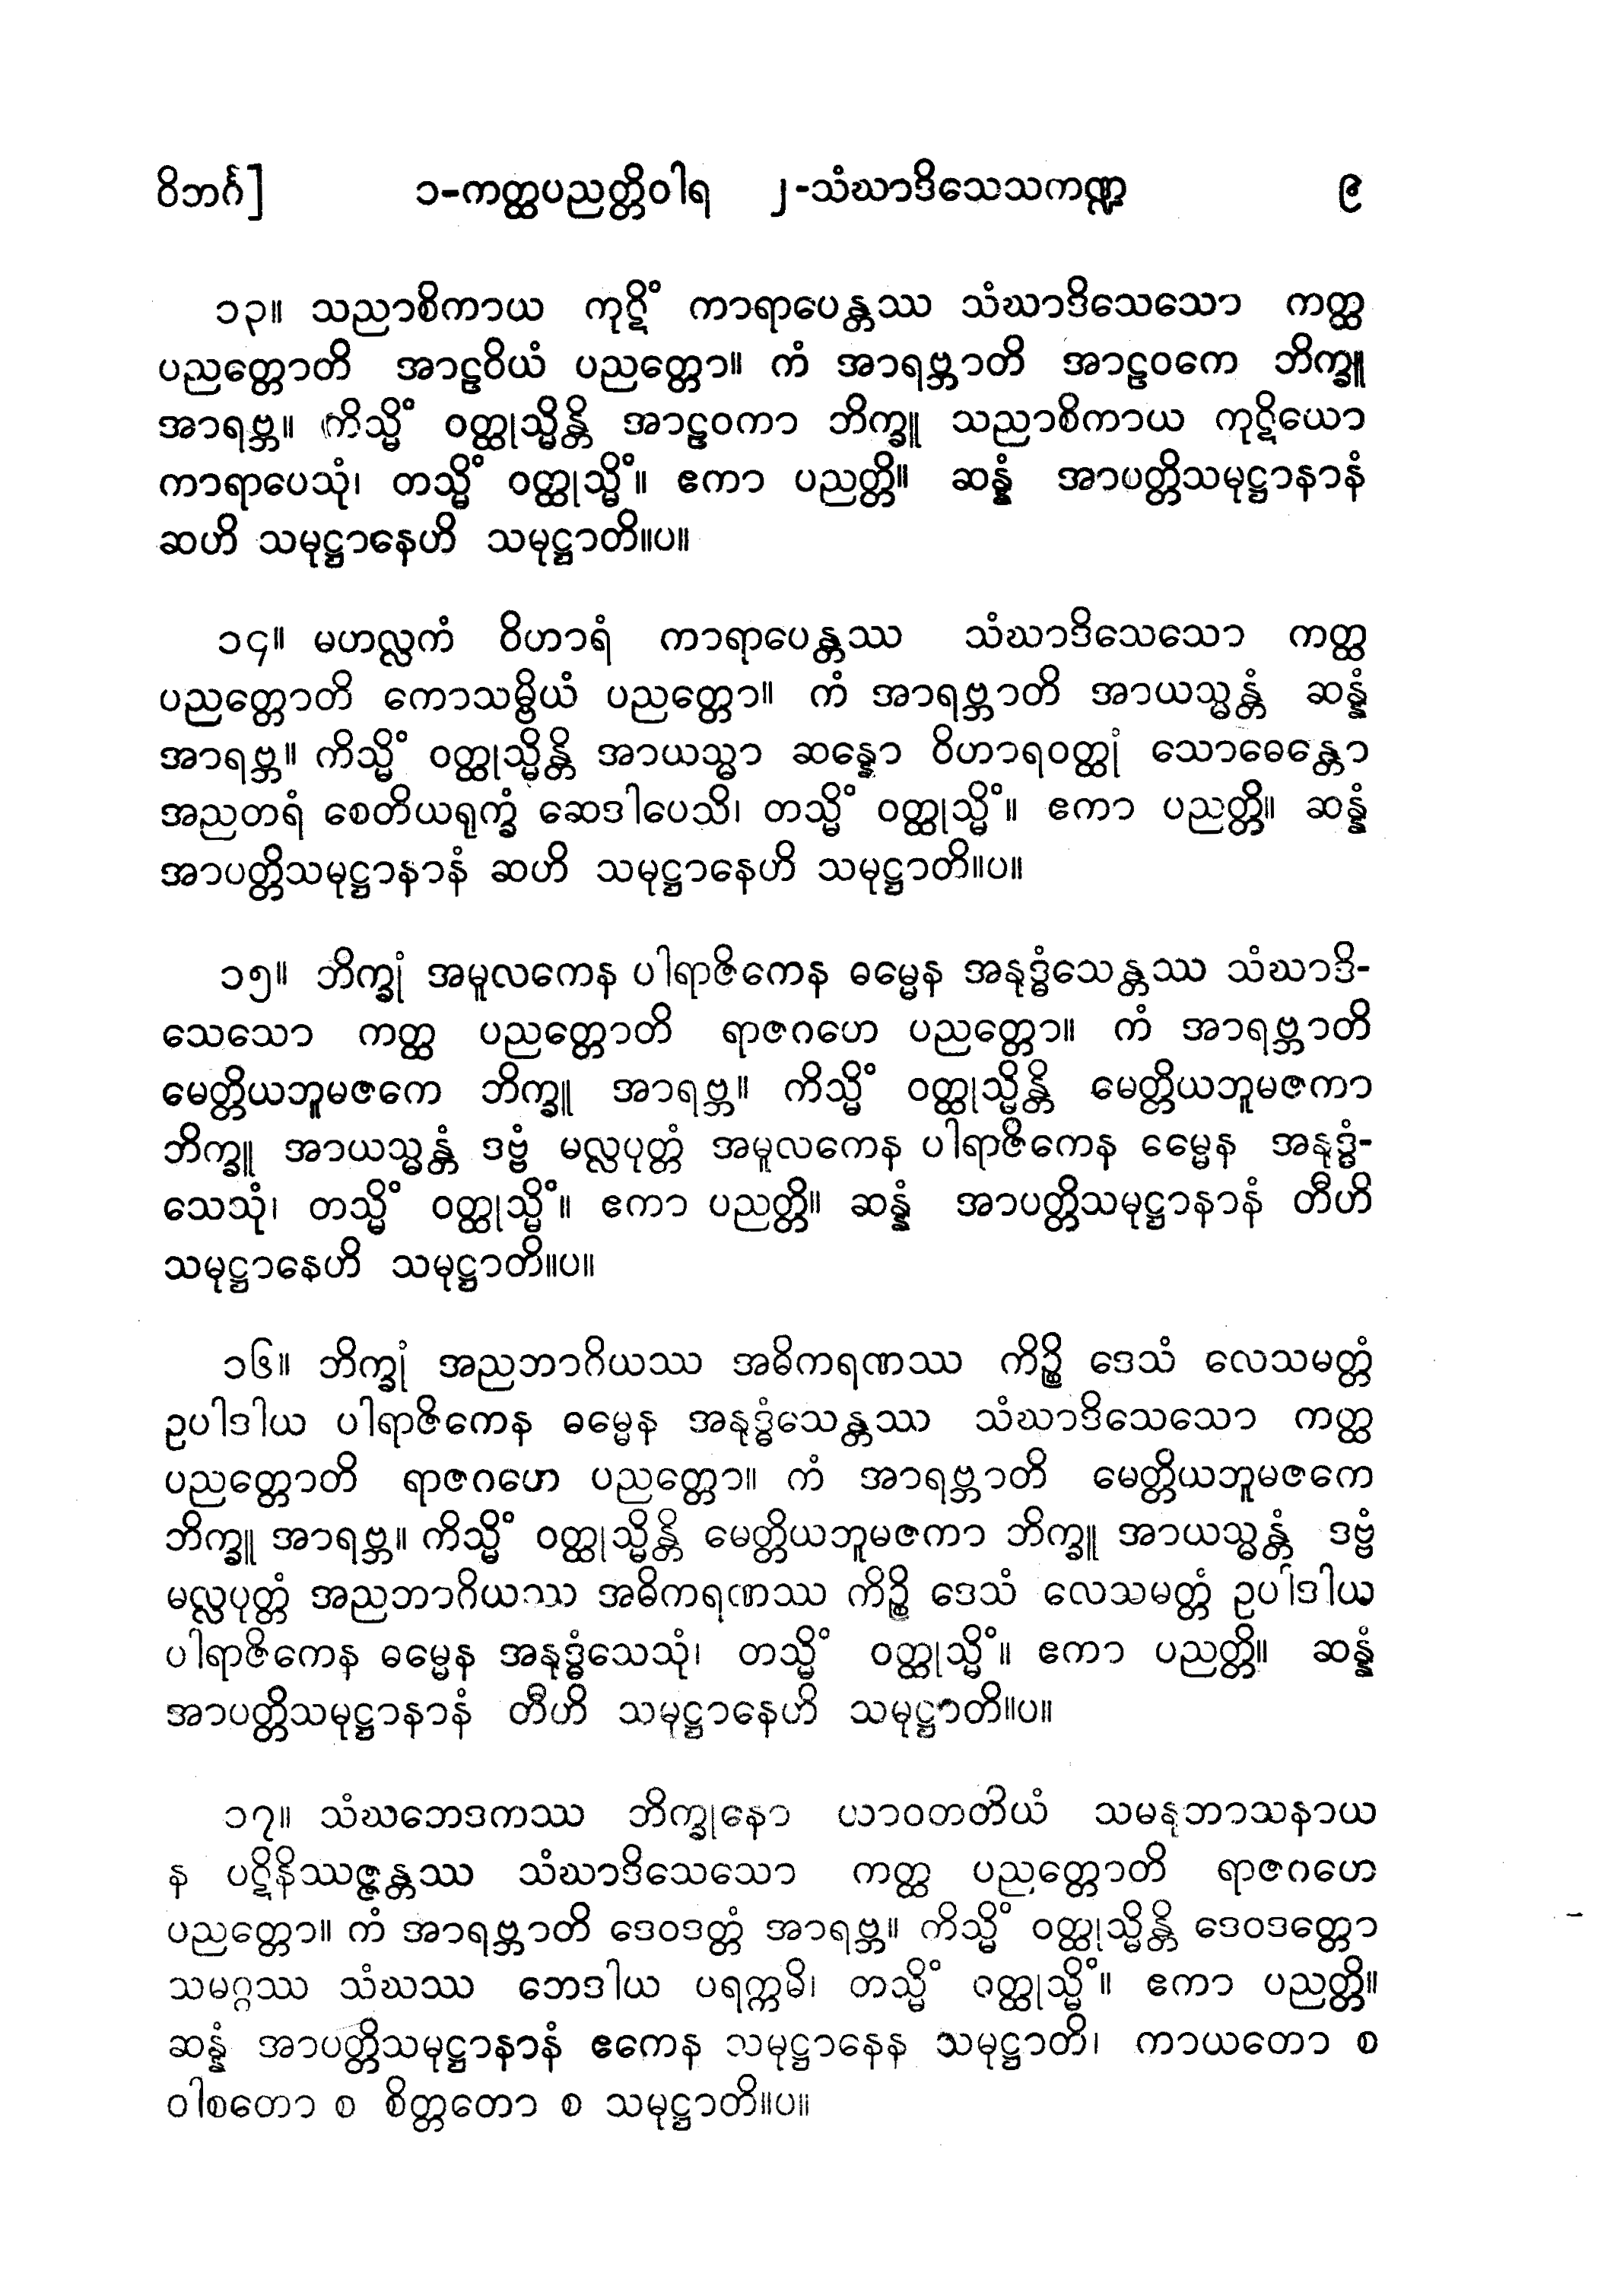 ဝိဘင်္ဂ]	၁-ကတ္ထပညတ္တိဝါရ ၂-သံဃာဒိသေသကဏ္ဍ	၉
၁၃။ သညာစိကာယ ကုဋိံ ကာရာပေန္တဿ သံဃာဒိသေသော ကတ္ထ
ပညတ္တောတိ အာဠဝိယံ ပညတ္တော။ ကံ အာရဗ္ဘာတိ အာဠဝကေ ဘိက္ခူ
အာရဗ္ဘ။ ကိသ္မိံ ဝတ္ထုသ္မိန္တိ အာဠဝကာ ဘိက္ခူ သညာစိကာယ ကုဋိယော
ကာရာပေသုံ၊ တသ္မိံ ဝတ္ထုသ္မိံ။ ဧကာ ပညတ္တိ။ ဆန္နံ အာပတ္တိသမုဋ္ဌာနာနံ
ဆဟိ သမုဋ္ဌာနေဟိ သမုဋ္ဌာတိ။ပ။
၁၄။ မဟလ္လကံ ဝိဟာရံ ကာရာပေန္တဿ သံဃာဒိသေသော ကတ္ထ
ပညတ္တောတိ ကောသမ္ဗိယံ ပညတ္တော။ ကံ အာရဗ္ဘာတိ အာယသ္မန္တံ ဆန္နံ
အာရဗ္ဘ။ ကိသ္မိံ ဝတ္ထုသ္မိန္တိ အာယသ္မာ ဆန္နော ဝိဟာရဝတ္ထုံ သောဓေန္တော
အညတရံ စေတိယရုက္ခံ ဆေဒါပေသိ၊ တသ္မိံ ဝတ္ထုသ္မိံ။ ဧကာ ပညတ္တိ။ ဆန္နံ
အာပတ္တိသမုဋ္ဌာနာနံ ဆဟိ သမုဋ္ဌာနေဟိ သမုဋ္ဌာတိ။ပ။
၁၅။ ဘိက္ခုံ အမူလကေန ပါရာဇိကေန ဓမ္မေန အနုဒ္ဓံသေန္တဿ သံဃာဒိ-
သေသော ကတ္ထ ပညတ္တောတိ ရာဇဂဟေ ပညတ္တော။ ကံ အာရဗ္ဘာတိ
မေတ္တိယဘူမဇကေ ဘိက္ခူ အာရဗ္ဘ။ ကိသ္မိံ ဝတ္ထုသ္မိန္တိ မေတ္တိယဘူမဇကာ
ဘိက္ခူ အာယသ္မန္တံ ဒဗ္ဗံ မလ္လပုတ္တံ အမူလကေန ပါရာဇိကေန ဓမ္မေန အနုဒ္ဓံ-
သေသုံ၊ တသ္မိံ ဝတ္ထုသ္မိံ။ ဧကာ ပညတ္တိ။ ဆန္နံ အာပတ္တိသမုဋ္ဌာနာနံ တီဟိ
သမုဋ္ဌာနေဟိ သမုဋ္ဌာတိ။ပ။
၁၆။ ဘိက္ခုံ အညဘာဂိယဿ အဓိကရဏဿ ကိဉ္စိ ဒေသံ လေသမတ္တံ
ဥပါဒါယ ပါရာဇိကေန ဓမ္မေန အနုဒ္ဓံသေန္တဿ သံဃာဒိသေသော ကတ္ထ
ပညတ္တောတိ ရာဇဂဟေ ပညတ္တော။ ကံ အာရဗ္ဘာတိ မေတ္တိယဘူမဇကေ
ဘိက္ခူ အာရဗ္ဘ။ ကိသ္မိံ ဝတ္ထုသ္မိန္တိ မေတ္တိယဘူမဇကာ ဘိက္ခူ အာယသ္မန္တံ ဒဗ္ဗံ
မလ္လပုတ္တံ အညဘာဂိယဿ အဓိကရဏဿ ကိဉ္စိ ဒေသံ လေသမတ္တံ ဥပါဒါယ
ပါရာဇိကေန ဓမ္မေန အနုဒ္ဓံသေသုံ၊ တသ္မိံ ဝတ္ထုသ္မိံ။ ဧကာ ပညတ္တိ။ ဆန္နံ
အာပတ္တိသမုဋ္ဌာနာနံ တီဟိ သမုဋ္ဌာနေဟိ သမုဋ္ဌာတိ။ပ။
၁၇။ သံဃဘေဒကဿ ဘိက္ခုနော ယာဝတတိယံ သမနုဘာသနာယ
န ပဋိနိဿဇ္ဇန္တဿ သံဃာဒိသေသော ကတ္ထ ပညတ္တောတိ ရာဇဂဟေ
ပညတ္တော။ ကံ အာရဗ္ဘာတိ ဒေဝဒတ္တံ အာရဗ္ဘ။ ကိသ္မိံ ဝတ္ထုသ္မိန္တိ ဒေဝဒတ္တော
သမဂ္ဂဿ သံဃဿ ဘေဒါယ ပရက္ကမိ၊ တသ္မိံ ဝတ္ထုသ္မိံ။ ဧကာ ပညတ္တိ။
ဆန္နံ အာပတ္တိသမုဋ္ဌာနာနံ ဧကေန သမုဋ္ဌာနေန သမုဋ္ဌာတိ၊ ကာယတော စ
ဝါစတော စ စိတ္တတော စ သမုဋ္ဌာတိ။ပ။